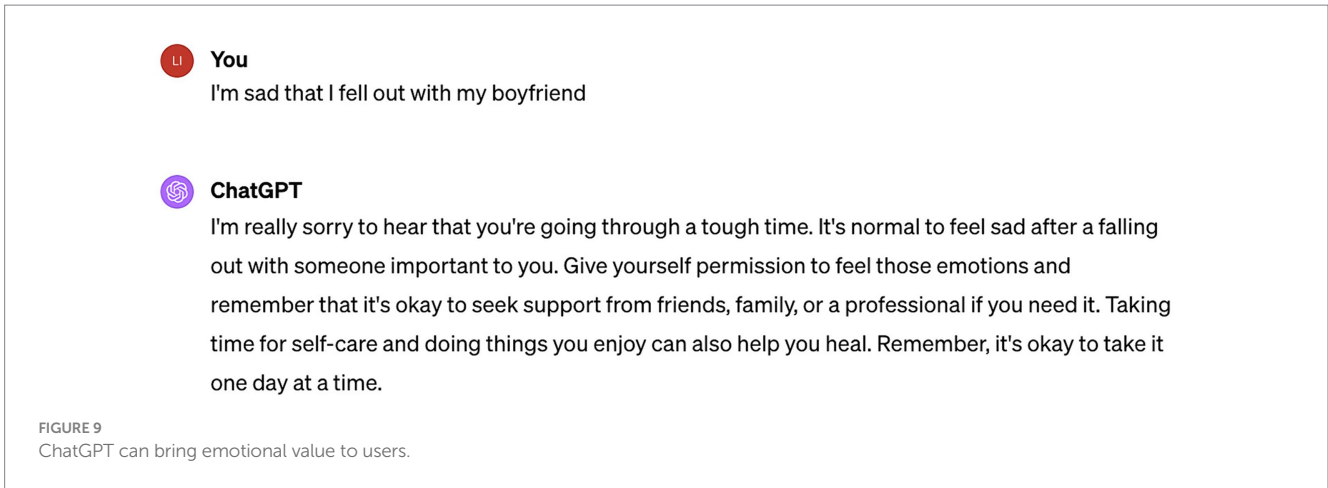 LI
You
I'm sad that I fell out with my boyfriend
ChatGPT
I'm really sorry to hear that you're going through a tough time. It's normal to feel sad after a falling
out with someone important to you. Give yourself permission to feel those emotions and
remember that it's okay to seek support from friends, family, or a professional if you need it. Taking
time for self-care and doing things you enjoy can also help you heal. Remember, it's okay to take it
one day at a time.
FIGURE 9
ChatGPT can bring emotional value to users.